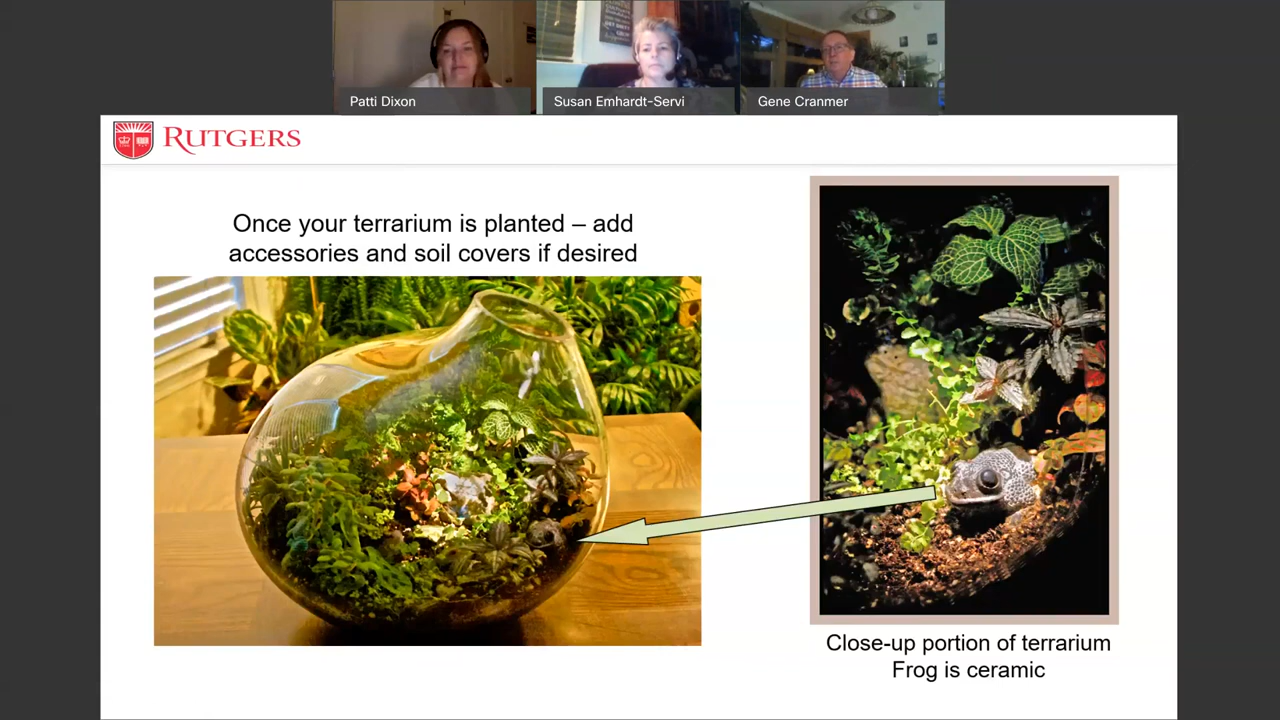 Patti Dixon
Susan Emhardt-Servi
Gene Cranmer
RUTGERS
Once your terrarium is planted – add
accessories and soil covers if desired
Close-up portion of terrarium
Frog is ceramic